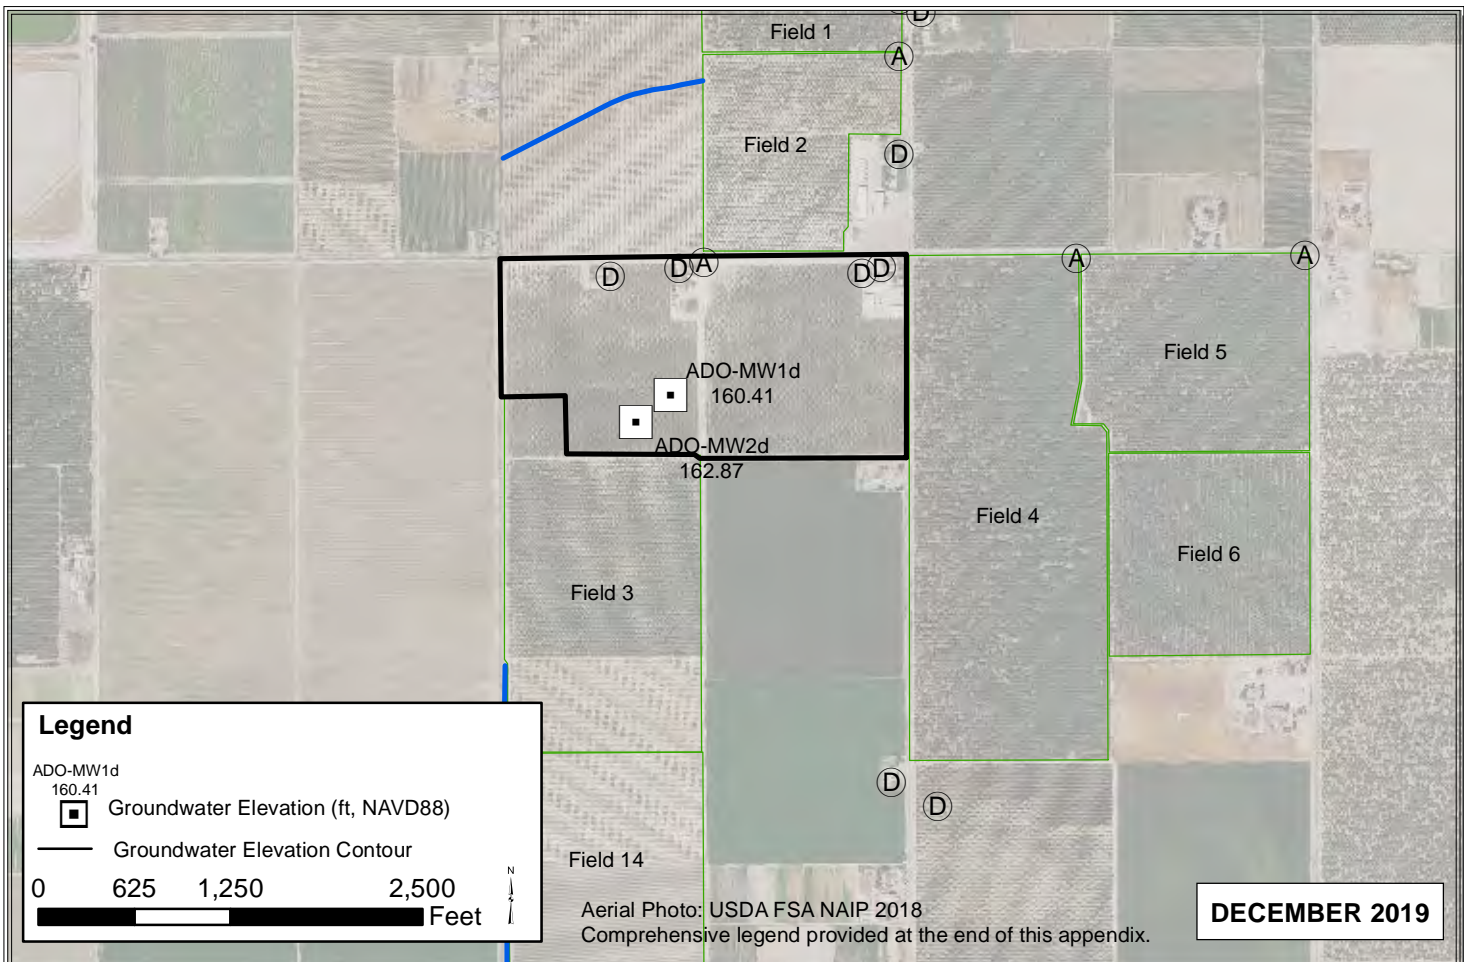 Field 1
D
A
Field 2
D
D
D
A
D
D
A
A
Field 5
ADO-MW1d
160.41
ADO-MW2d
162.87
Field 4
Field 6
Field 3
Legend
ADO-MW1d
160.41
Groundwater Elevation (ft, NAVD88)
Groundwater Elevation Contour
0 625 1,250 2,500
Feet
N
D
D
Field 14
Aerial Photo: USDA FSA NAIP 2018
Comprehensive legend provided at the end of this appendix.
DECEMBER 2019